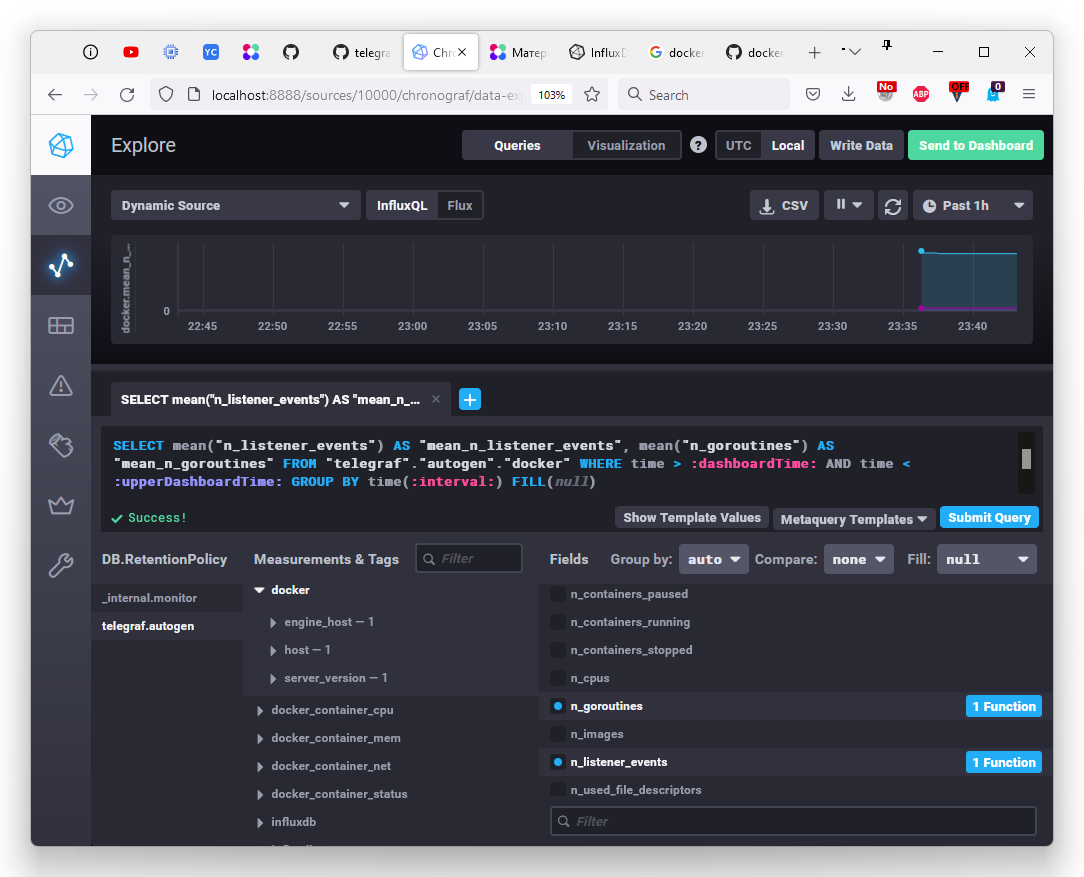 YC telegra Chr Матер InfluxD docker docker
localhost:8888/sources/10000/chronograf/data-exp 103% Search No ABP OFF 0
Explore Queries Visualization ? UTC Local Write Data Send to Dashboard
Dynamic Source InfluxQL Flux CSV Past 1h
docker.mean_n_...
0
22:45 22:50 22:55 23:00 23:05 23:10 23:15 23:20 23:25 23:30 23:35 23:40
SELECT mean("n_listener_events") AS "mean_n_...
SELECT mean("n_listener_events") AS "mean_n_listener_events", mean("n_goroutines") AS
"mean_n_goroutines" FROM "telegraf"."autogen"."docker" WHERE time > :dashboardTime: AND time <
:upperDashboardTime: GROUP BY time(:interval:) FILL(null)
Success! Show Template Values Metaquery Templates Submit Query
DB.RetentionPolicy Measurements & Tags Filter Fields Group by: auto Compare: none Fill: null
_internal.monitor
telegraf.autogen
docker
engine_host — 1
host — 1
server_version — 1
docker_container_cpu
docker_container_mem
docker_container_net
docker_container_status
influxdb
n_containers_paused
n_containers_running
n_containers_stopped
n_cpus
n_goroutines 1 Function
n_images
n_listener_events 1 Function
n_used_file_descriptors
Filter